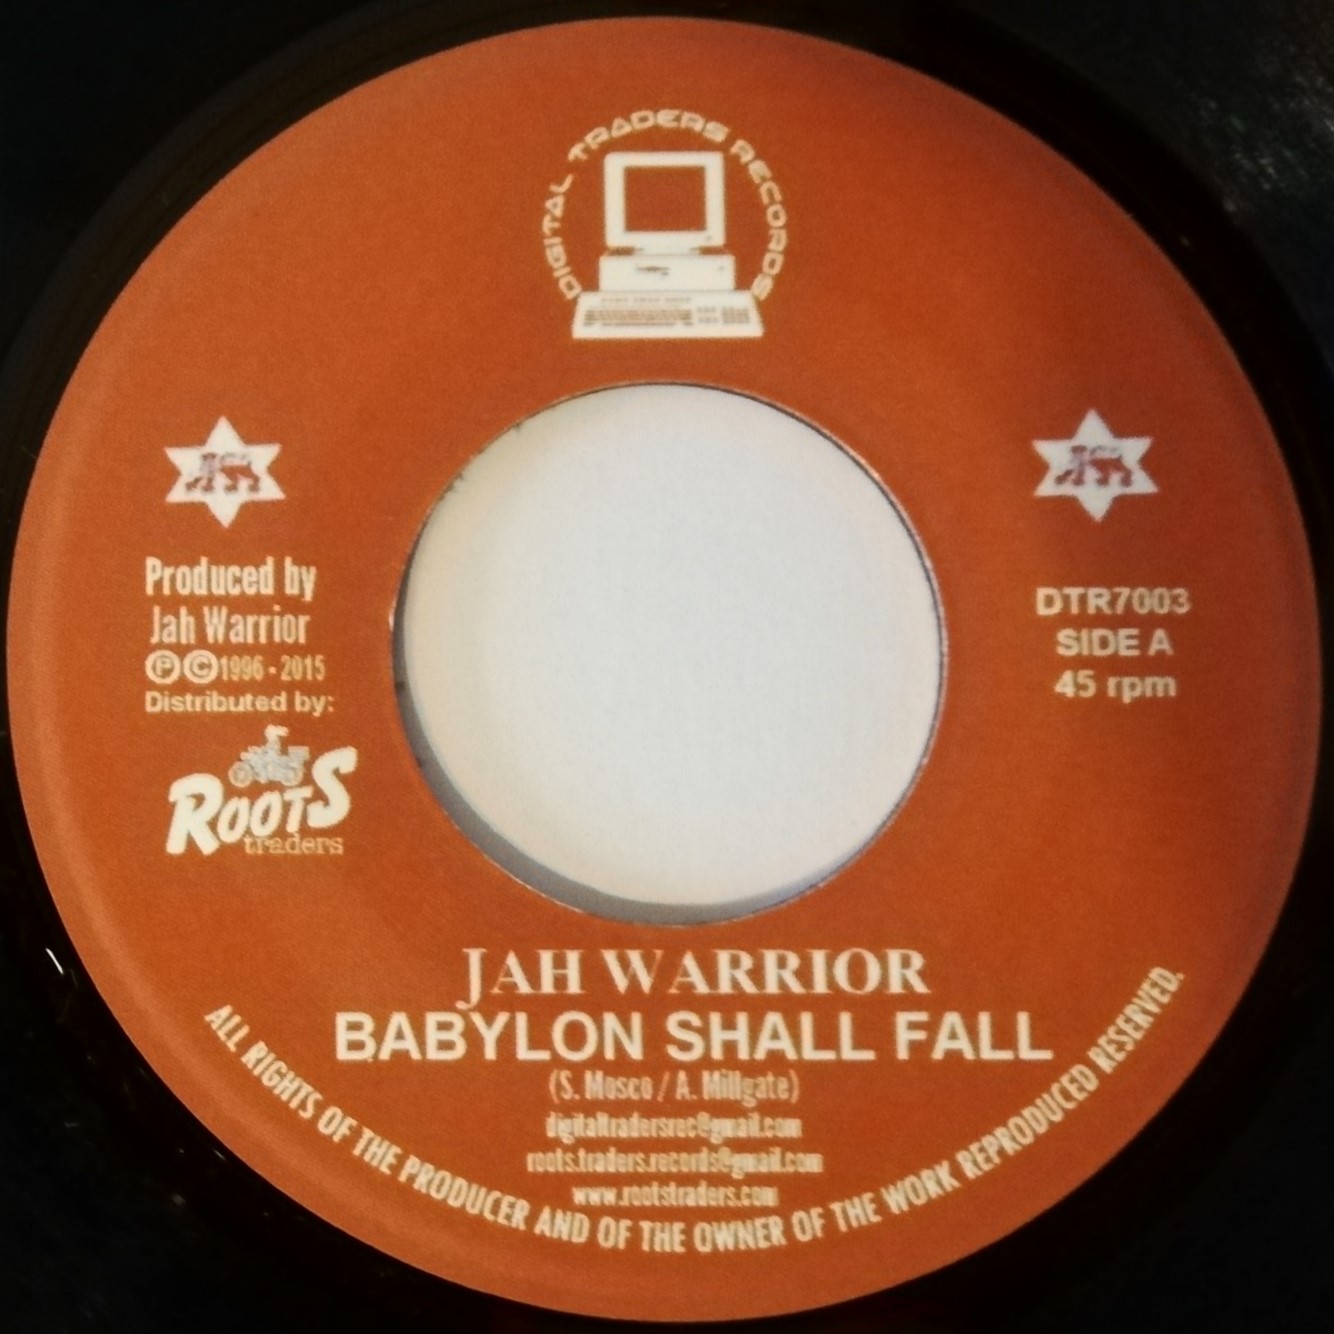 DIGITAL TRADERS RECORDS
Produced by
Jah Warrior
ⓅⒸ1996 - 2015
Distributed by:
ROOTS
traders
DTR7003
SIDE A
45 rpm
JAH WARRIOR
BABYLON SHALL FALL
(S. Mosco / A. Millgate)
digitaltradersrec@gmail.com
roots.traders.records@gmail.com
www.rootstraders.com
ALL RIGHTS OF THE PRODUCER AND OF THE OWNER OF THE WORK REPRODUCED RESERVED.